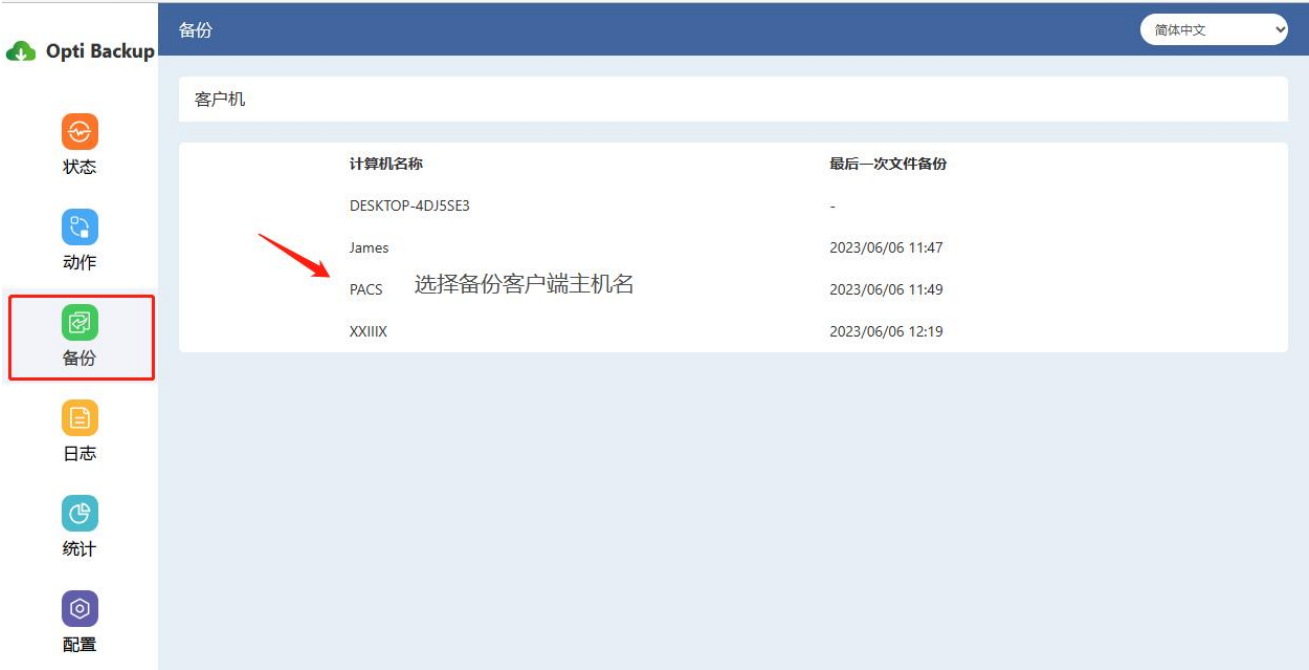 Opti Backup
备份
简体中文
客户机
计算机名称 最后一次文件备份
DESKTOP-4DJ5SE3 -
James 2023/06/06 11:47
PACS 选择备份客户端主机名 2023/06/06 11:49
XXIIIX 2023/06/06 12:19
状态
动作
备份
日志
统计
配置